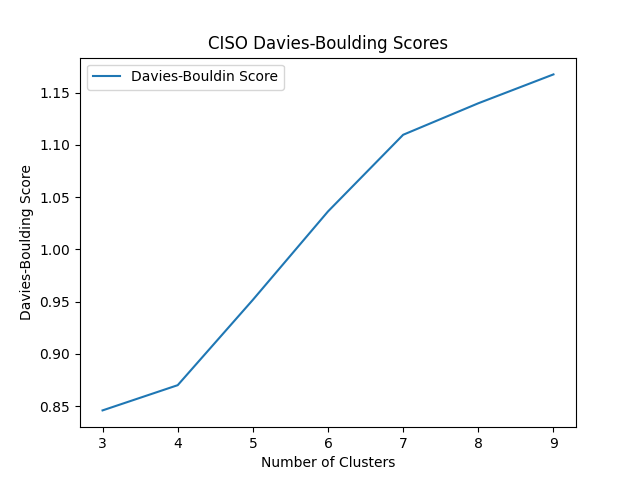 CISO Davies-Boulding Scores
Davies-Bouldin Score
Davies-Boulding Score
1.15
1.10
1.05
1.00
0.95
0.90
0.85
3 4 5 6 7 8 9
Number of Clusters